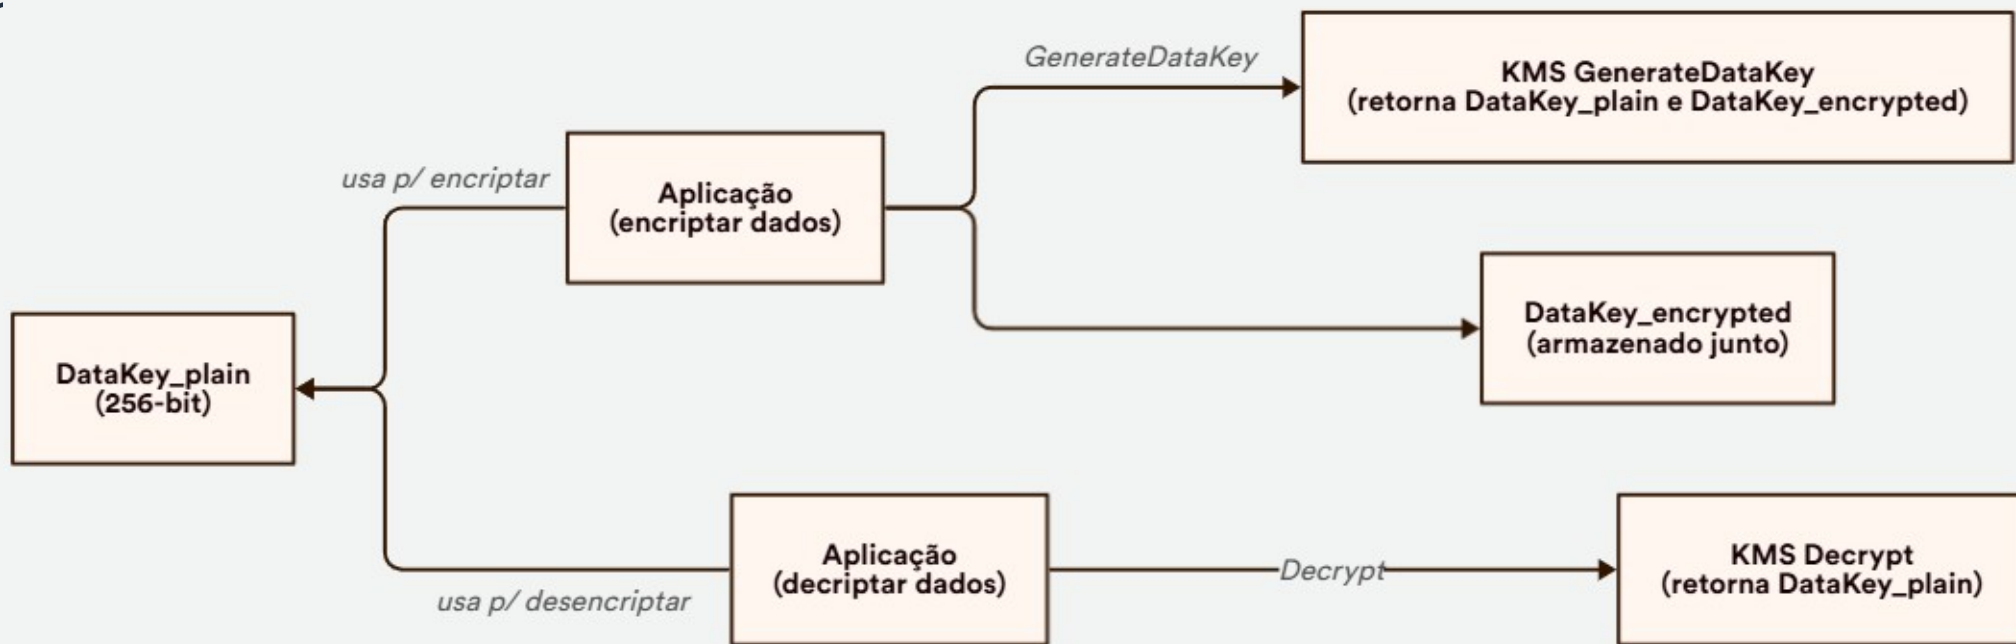 GenerateDataKey
KMS GenerateDataKey
(retorna DataKey_plain e DataKey_encrypted)
usa p/ encriptar
Aplicação
(encriptar dados)
DataKey_encrypted
(armazenado junto)
DataKey_plain
(256-bit)
Aplicação
(decriptar dados)
Decrypt
KMS Decrypt
(retorna DataKey_plain)
usa p/ desencriptar